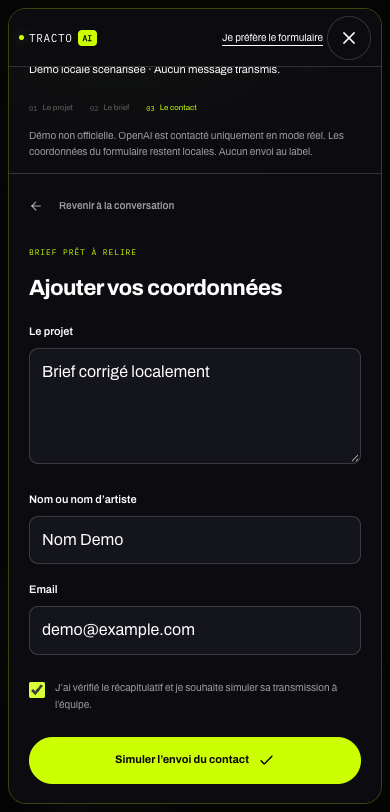 TRACTO AI
Je préfère le formulaire
Démo locale scénarisée · Aucun message transmis.
01 Le projet 02 Le brief 03 Le contact
Démo non officielle. OpenAI est contacté uniquement en mode réel. Les
coordonnées du formulaire restent locales. Aucun envoi au label.
Revenir à la conversation
BRIEF PRÊT À RELIRE
Ajouter vos coordonnées
Le projet
Brief corrigé localement
Nom ou nom d'artiste
Nom Demo
Email
demo@example.com
J'ai vérifié le récapitulatif et je souhaite simuler sa transmission à
l'équipe.
Simuler l'envoi du contact